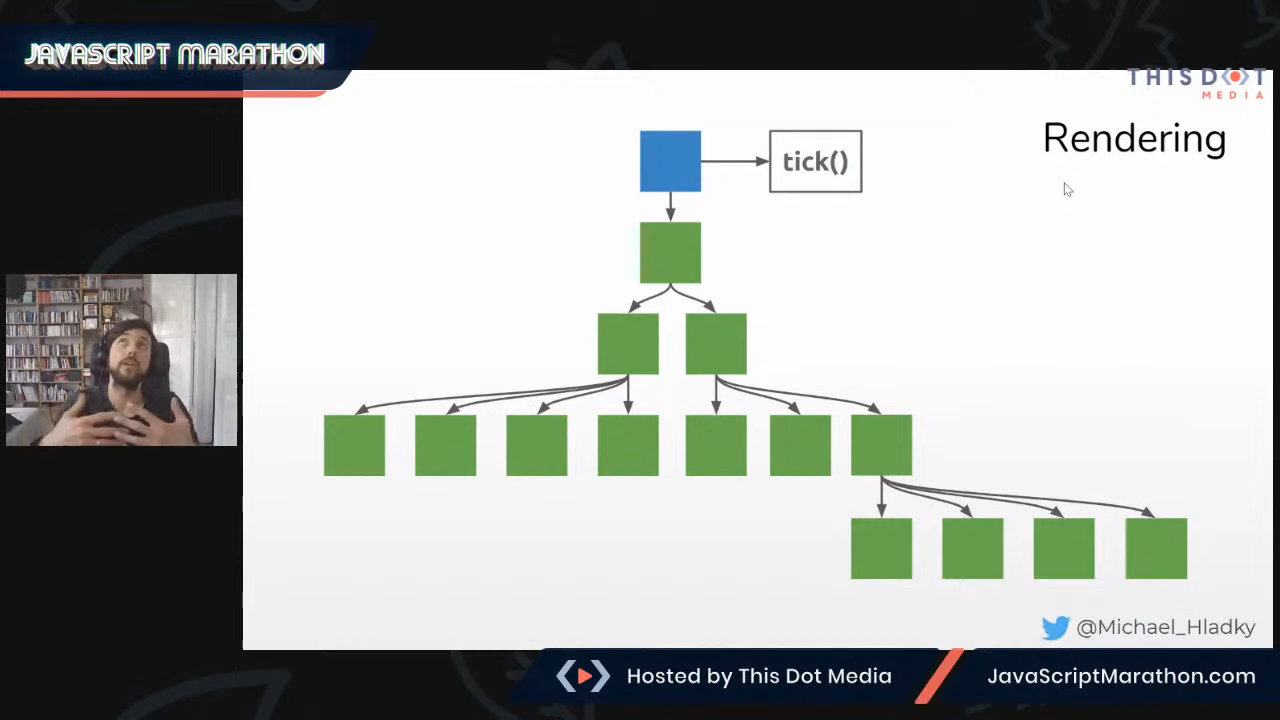 JAVASCRIPT MARATHON
THIS DOT
MEDIA
Rendering
tick()
@Michael_Hladky
Hosted by This Dot Media
JavaScriptMarathon.com